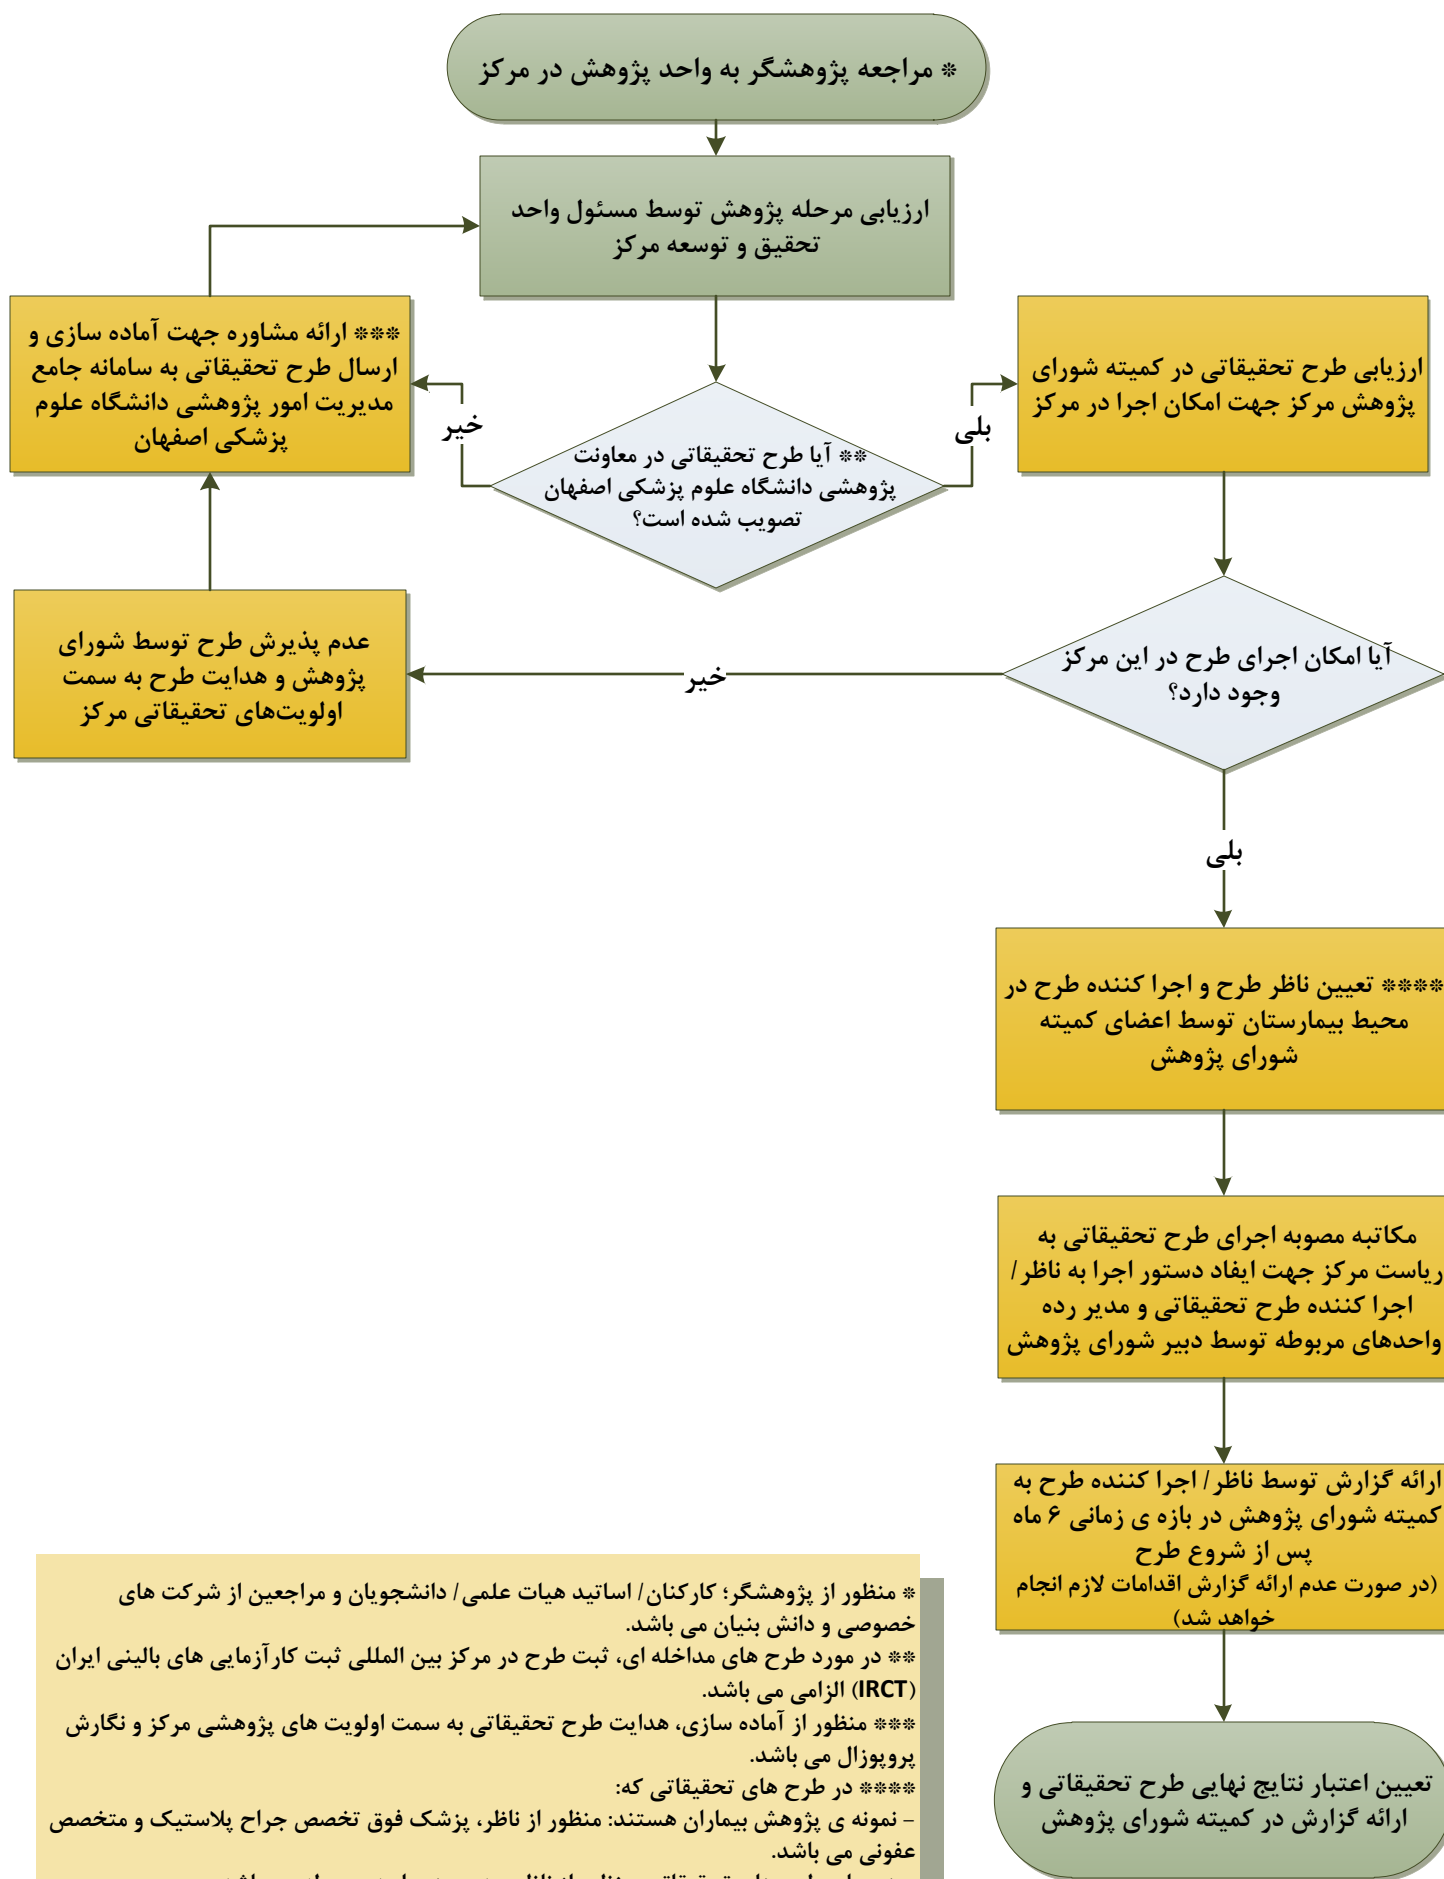 * مراجعه پژوهشگر به واحد پژوهش در مرکز
ارزیابی مرحله پژوهش توسط مسئول واحد
تحقیق و توسعه مرکز
*** ارائه مشاوره جهت آماده سازی و
ارسال طرح تحقیقاتی به سامانه جامع
مدیریت امور پژوهشی دانشگاه علوم
پزشکی اصفهان
ارزیابی طرح تحقیقاتی در کمیته شورای
پژوهش مرکز جهت امکان اجرا در مرکز
خیر
بلی
** آیا طرح تحقیقاتی در معاونت
پژوهشی دانشگاه علوم پزشکی اصفهان
تصویب شده است؟
عدم پذیرش طرح توسط شورای
پژوهش و هدایت طرح به سمت
اولویت‌های تحقیقاتی مرکز
خیر
آیا امکان اجرای طرح در این مرکز
وجود دارد؟
بلی
**** تعیین ناظر طرح و اجرا کننده طرح در
محیط بیمارستان توسط اعضای کمیته
شورای پژوهش
مکاتبه مصوبه اجرای طرح تحقیقاتی به
ریاست مرکز جهت ایفاد دستور اجرا به ناظر/
اجرا کننده طرح تحقیقاتی و مدیر رده
واحدهای مربوطه توسط دبیر شورای پژوهش
ارائه گزارش توسط ناظر/ اجرا کننده طرح به
کمیته شورای پژوهش در بازه ی زمانی ۶ ماه
پس از شروع طرح
(در صورت عدم ارائه گزارش اقدامات لازم انجام
خواهد شد)
تعیین اعتبار نتایج نهایی طرح تحقیقاتی و
ارائه گزارش در کمیته شورای پژوهش
* منظور از پژوهشگر؛ کارکنان/ اساتید هیات علمی/ دانشجویان و مراجعین از شرکت های
خصوصی و دانش بنیان می باشد.
** در مورد طرح های مداخله ای، ثبت طرح در مرکز بین المللی ثبت کارآزمایی های بالینی ایران
(IRCT) الزامی می باشد.
*** منظور از آماده سازی، هدایت طرح تحقیقاتی به سمت اولویت های پژوهشی مرکز و نگارش
پروپوزال می باشد.
**** در طرح های تحقیقاتی که:
- نمونه ی پژوهش بیماران هستند: منظور از ناظر، پزشک فوق تخصص جراح پلاستیک و متخصص
عفونی می باشد.